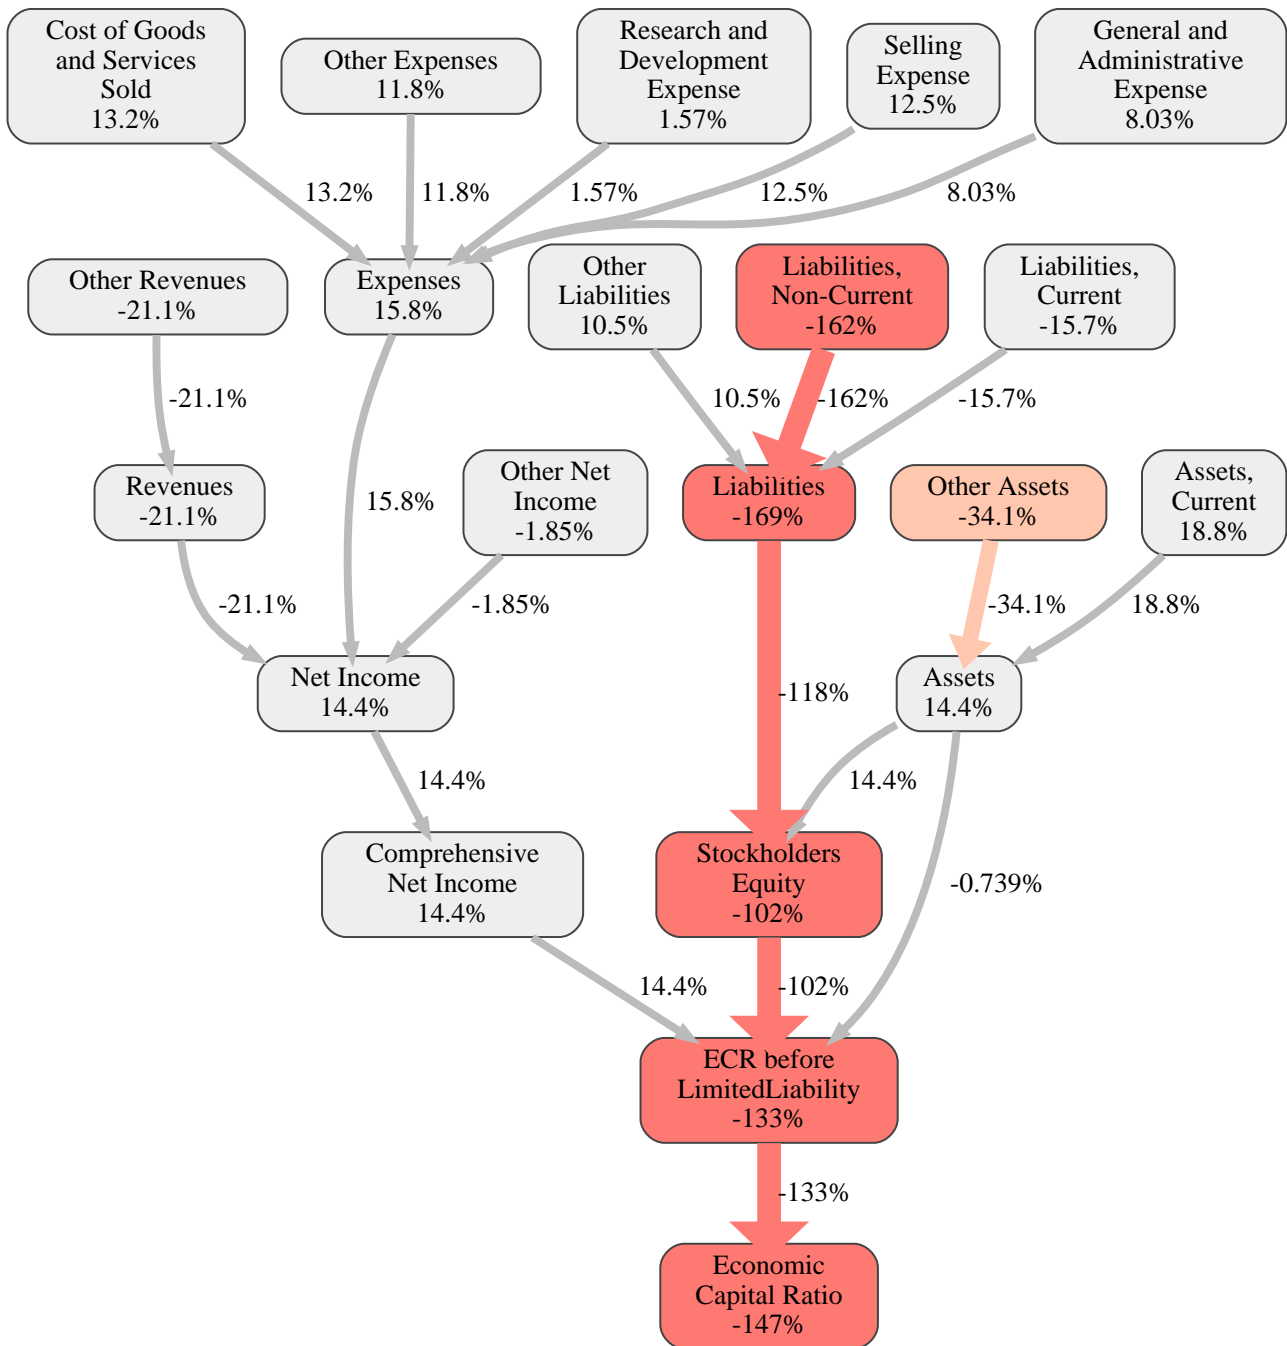 Cost of Goods
and Services
Sold
13.2%
Other Expenses
11.8%
Research and
Development
Expense
1.57%
Selling
Expense
12.5%
General and
Administrative
Expense
8.03%
13.2%
11.8%
1.57%
12.5%
8.03%
Other Revenues
-21.1%
Expenses
15.8%
Other
Liabilities
10.5%
Liabilities,
Non-Current
-162%
Liabilities,
Current
-15.7%
-21.1%
10.5%
-162%
-15.7%
Revenues
-21.1%
15.8%
Other Net
Income
-1.85%
Liabilities
-169%
Other Assets
-34.1%
Assets,
Current
18.8%
-21.1%
-1.85%
-34.1%
18.8%
Net Income
14.4%
-118%
Assets
14.4%
14.4%
14.4%
Comprehensive
Net Income
14.4%
Stockholders
Equity
-102%
-0.739%
14.4%
-102%
ECR before
LimitedLiability
-133%
-133%
Economic
Capital Ratio
-147%